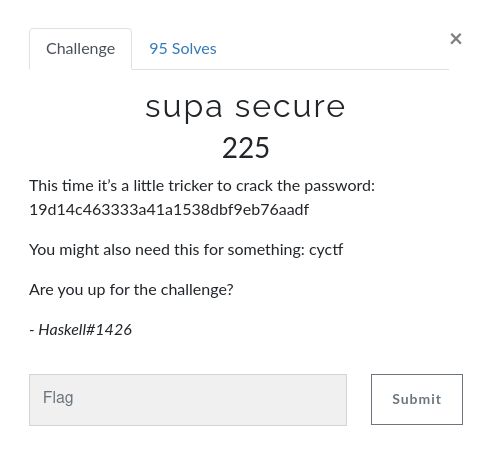 Challenge
95 Solves
×
supa secure
225
This time it's a little tricker to crack the password:
19d14c463333a41a1538dbf9eb76aadf
You might also need this for something: cyctf
Are you up for the challenge?
- Haskell#1426
Flag
Submit